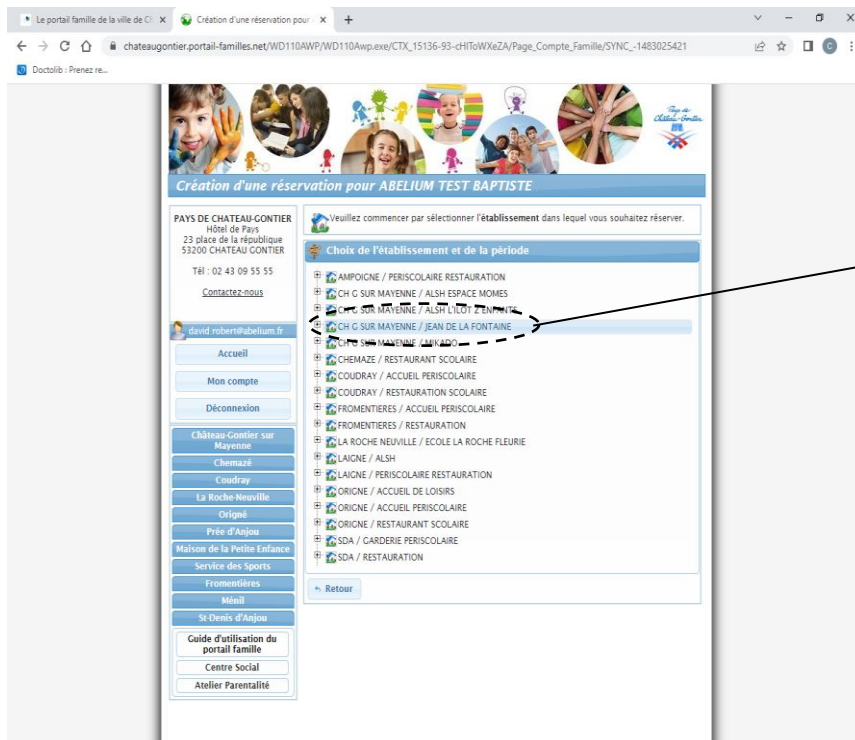 Le portail famille de la ville de Ch
Création d'une réservation pour
chateaugontier.portail-familles.net/WD110AWP/WD110Awp.exe/CTX_15136-93-cHIToWXeZA/Page_Compte_Famille/SYNC_-1483025421
C
Doctolib : Prenez re...
Pays de
Château-Gontier
Création d'une réservation pour ABELIUM TEST BAPTISTE
PAYS DE CHATEAU-GONTIER
Hôtel de Pays
23 place de la république
53200 CHATEAU GONTIER
Tél : 02 43 09 55 55
Contactez-nous
david robert@abelium.fr
Accueil
Mon compte
Déconnexion
Château-Gontier sur
Mayenne
Chemazé
Coudray
La Roche-Neuville
Origné
Prée d'Anjou
Maison de la Petite Enfance
Service des Sports
Fromentières
Ménil
St-Denis d'Anjou
Guide d'utilisation du
portail famille
Centre Social
Atelier Parentalité
Veuillez commencer par sélectionner l'établissement dans lequel vous souhaitez réserver.
Choix de l'établissement et de la période
AMPOIGNE / PERISCOLAIRE RESTAURATION
CH G SUR MAYENNE / ALSH ESPACE MOMES
CH G SUR MAYENNE / ALSH L'ILOT Z'ENFANTS
CH G SUR MAYENNE / JEAN DE LA FONTAINE
CH G SUR MAYENNE / MIKADO
CHEMAZE / RESTAURANT SCOLAIRE
COUDRAY / ACCUEIL PERISCOLAIRE
COUDRAY / RESTAURATION SCOLAIRE
FROMENTIERES / ACCUEIL PERISCOLAIRE
FROMENTIERES / RESTAURATION
LA ROCHE NEUVILLE / ECOLE LA ROCHE FLEURIE
LAIGNE / ALSH
LAIGNE / PERISCOLAIRE RESTAURATION
ORIGNE / ACCUEIL DE LOISIRS
ORIGNE / ACCUEIL PERISCOLAIRE
ORIGNE / RESTAURANT SCOLAIRE
SDA / GARDERIE PERISCOLAIRE
SDA / RESTAURATION
Retour